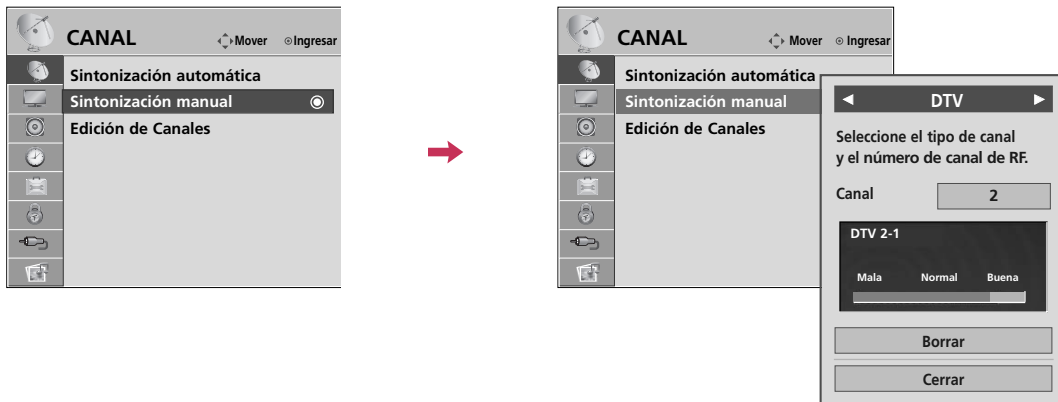 CANAL
Mover
Ingresar
Sintonización automática
Sintonización manual
Edición de Canales
CANAL
Mover
Ingresar
Sintonización automática
Sintonización manual
Edición de Canales
DTV
Seleccione el tipo de canal
y el número de canal de RF.
Canal 2
DTV 2-1
Mala Normal Buena
Borrar
Cerrar